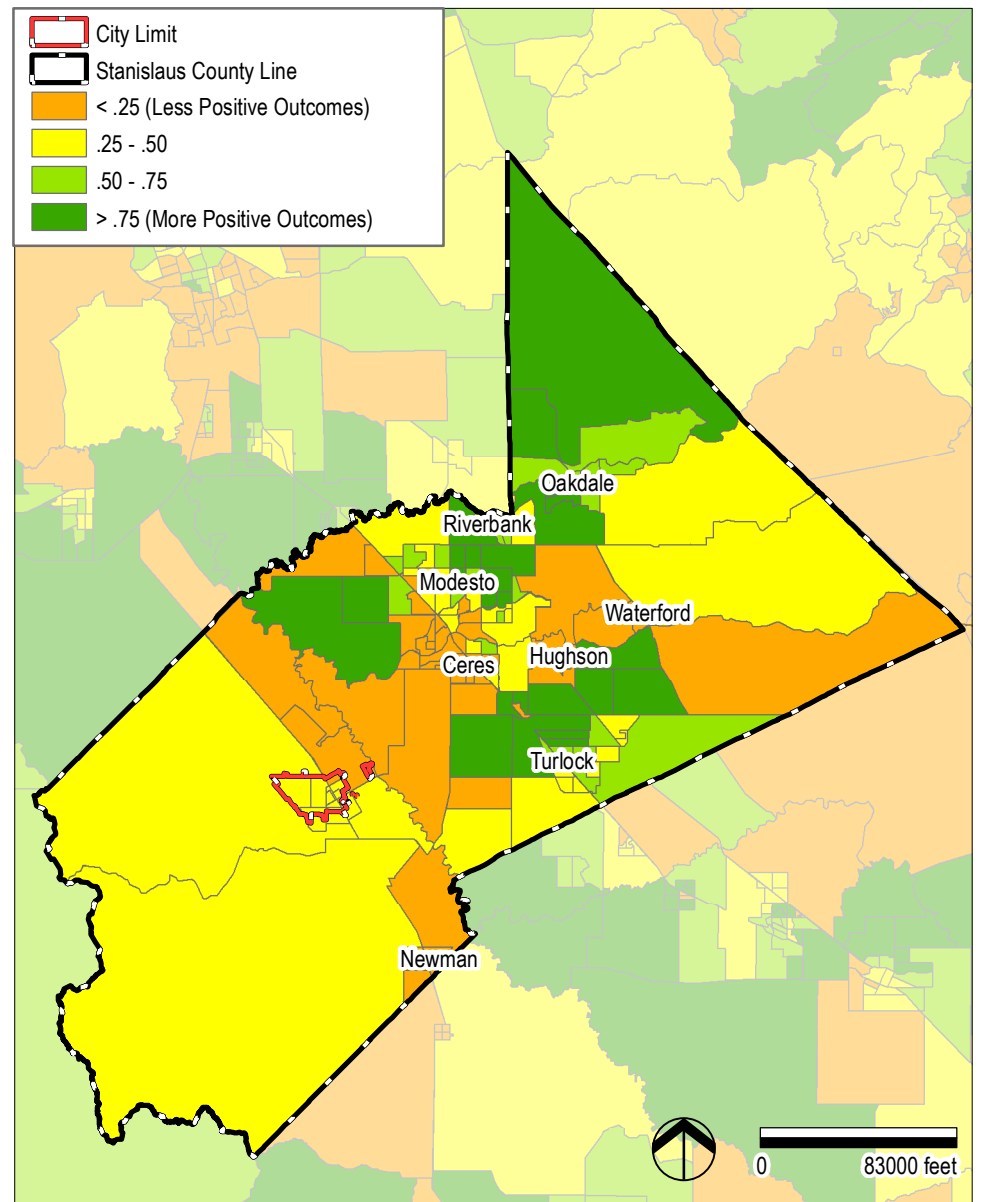 City Limit
Stanislaus County Line
< .25 (Less Positive Outcomes)
.25 - .50
.50 - .75
> .75 (More Positive Outcomes)
Oakdale
Riverbank
Modesto
Waterford
Ceres
Hughson
Turlock
Newman
0 83000 feet